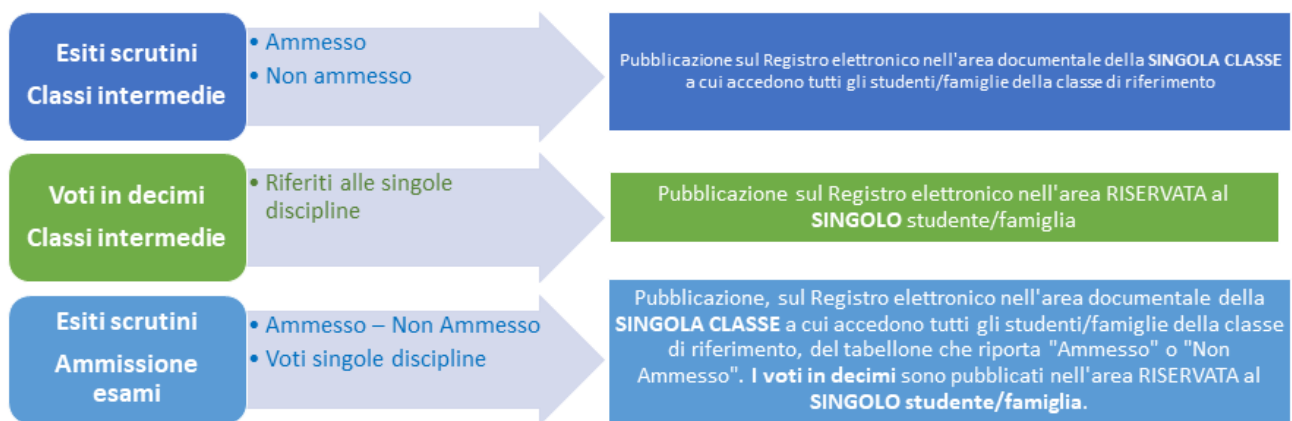 Esiti scrutini
Classi intermedie
• Ammesso
• Non ammesso
Pubblicazione sul Registro elettronico nell'area documentale della SINGOLA CLASSE
a cui accedono tutti gli studenti/famiglie della classe di riferimento
Voti in decimi
Classi intermedie
• Riferiti alle singole
discipline
Pubblicazione sul Registro elettronico nell'area RISERVATA al
SINGOLO studente/famiglia
Esiti scrutini
Ammissione
esami
• Ammesso – Non Ammesso
• Voti singole discipline
Pubblicazione, sul Registro elettronico nell'area documentale della
SINGOLA CLASSE a cui accedono tutti gli studenti/famiglie della classe
di riferimento, del tabellone che riporta "Ammesso" o "Non
Ammesso". I voti in decimi sono pubblicati nell'area RISERVATA al
SINGOLO studente/famiglia.